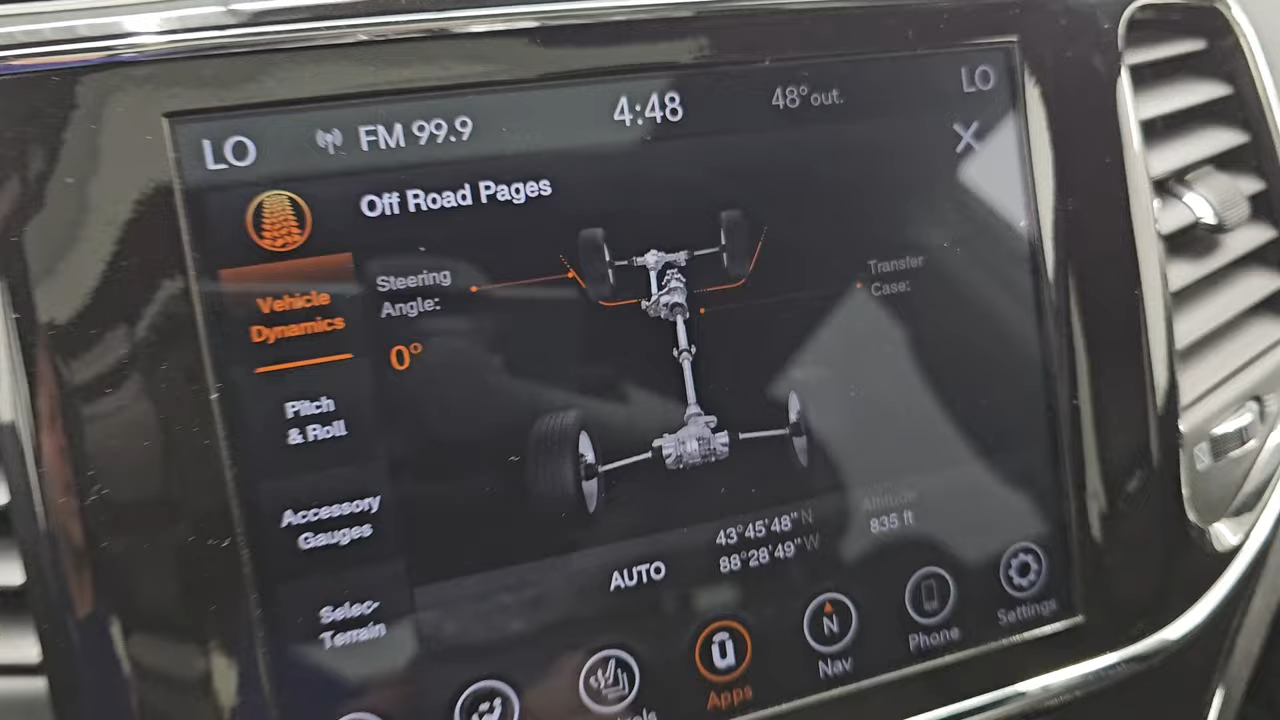 LO
FM 99.9
4:48
48° out.
LO
Off Road Pages
Vehicle
Dynamics
Steering
Angle:
0°
Transfer
Case:
Pitch
& Roll
Accessory
Gauges
Selec-
Terrain
AUTO
43°45'48" N
88°28'49" W
Altitude
835 ft
Apps
N
Nav
Phone
Settings